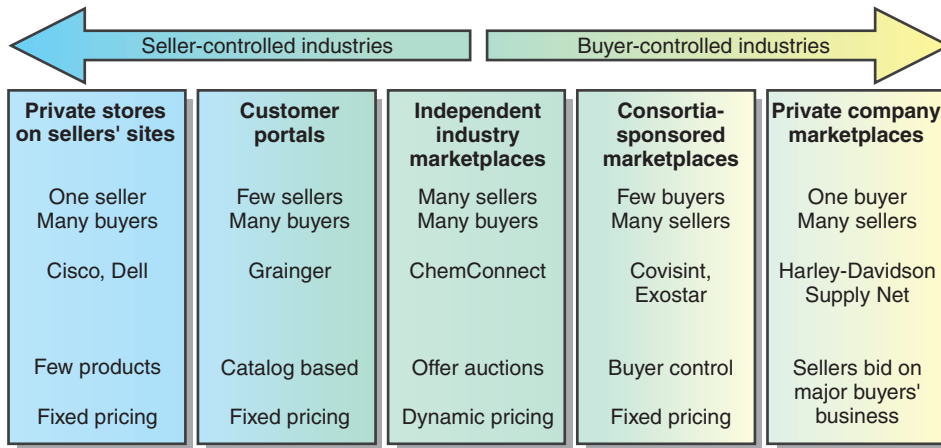 Seller-controlled industries
Buyer-controlled industries
Private stores
on sellers' sites
One seller
Many buyers
Cisco, Dell
Few products
Fixed pricing
Customer
portals
Few sellers
Many buyers
Grainger
Catalog based
Fixed pricing
Independent
industry
marketplaces
Many sellers
Many buyers
ChemConnect
Offer auctions
Dynamic pricing
Consortia-
sponsored
marketplaces
Few buyers
Many sellers
Covisint,
Exostar
Buyer control
Fixed pricing
Private company
marketplaces
One buyer
Many sellers
Harley-Davidson
Supply Net
Sellers bid on
major buyers'
business